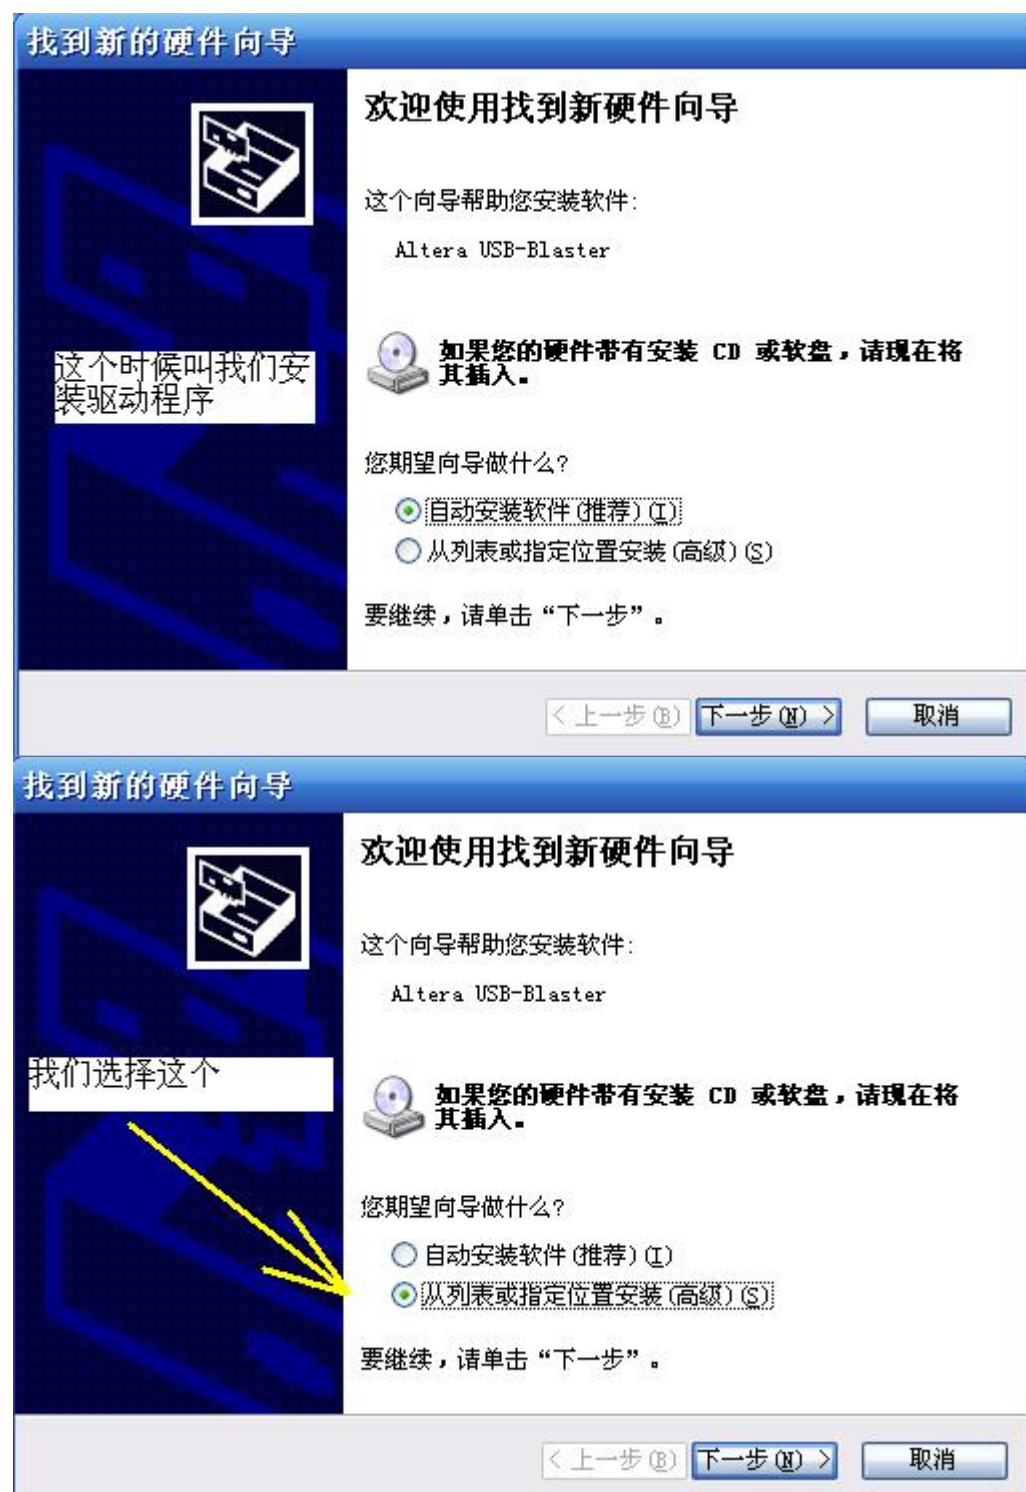 找到新的硬件向导
欢迎使用找到新硬件向导
这个向导帮助您安装软件:
Altera USB-Blaster
如果您的硬件带有安装 CD 或软盘，请现在将
其插入。
这个时候叫我们安
装驱动程序
您期望向导做什么?
自动安装软件(推荐)(I)
从列表或指定位置安装(高级)(S)
要继续，请单击“下一步”。
< 上一步(B) 下一步(N) > 取消
找到新的硬件向导
欢迎使用找到新硬件向导
这个向导帮助您安装软件:
Altera USB-Blaster
我们选择这个
如果您的硬件带有安装 CD 或软盘，请现在将
其插入。
您期望向导做什么?
自动安装软件(推荐)(I)
从列表或指定位置安装(高级)(S)
要继续，请单击“下一步”。
< 上一步(B) 下一步(N) > 取消